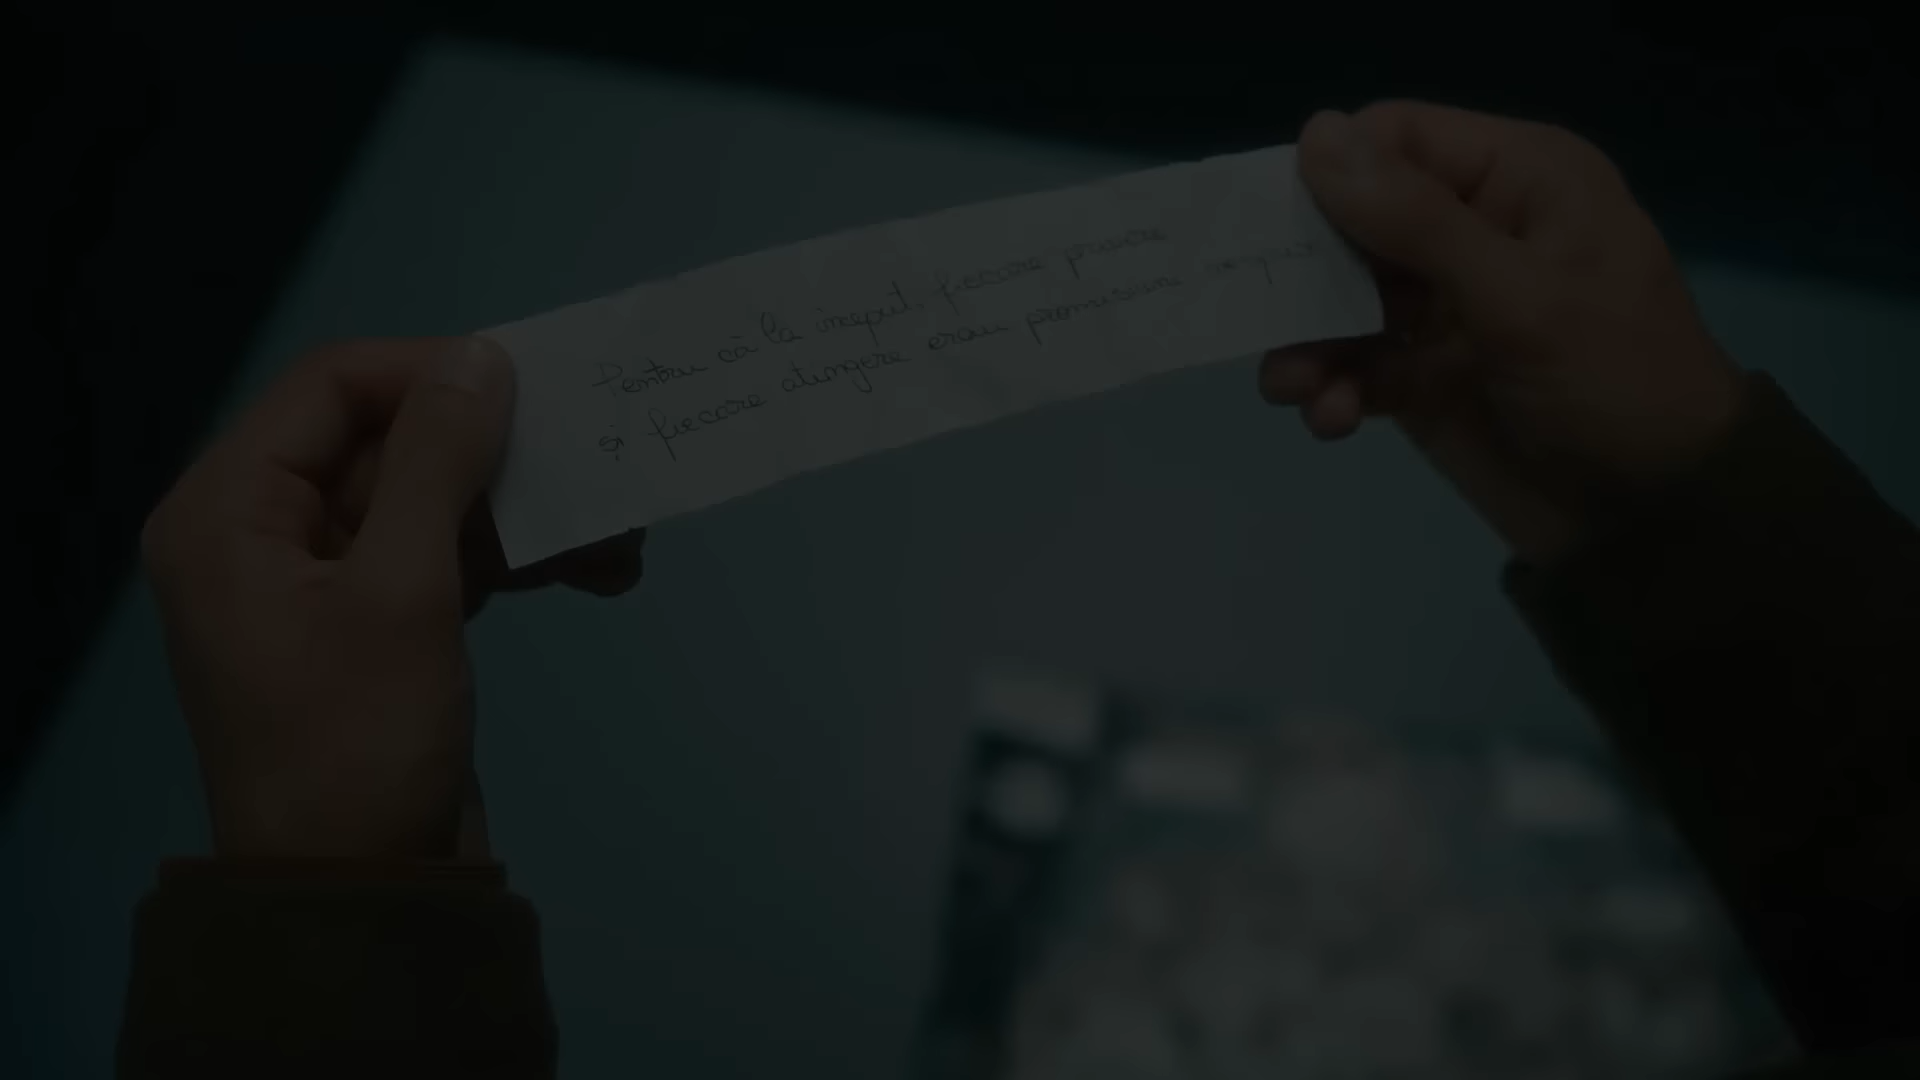 Pentru că la început, fiecare privire
și fiecare atingere erau promisiuni